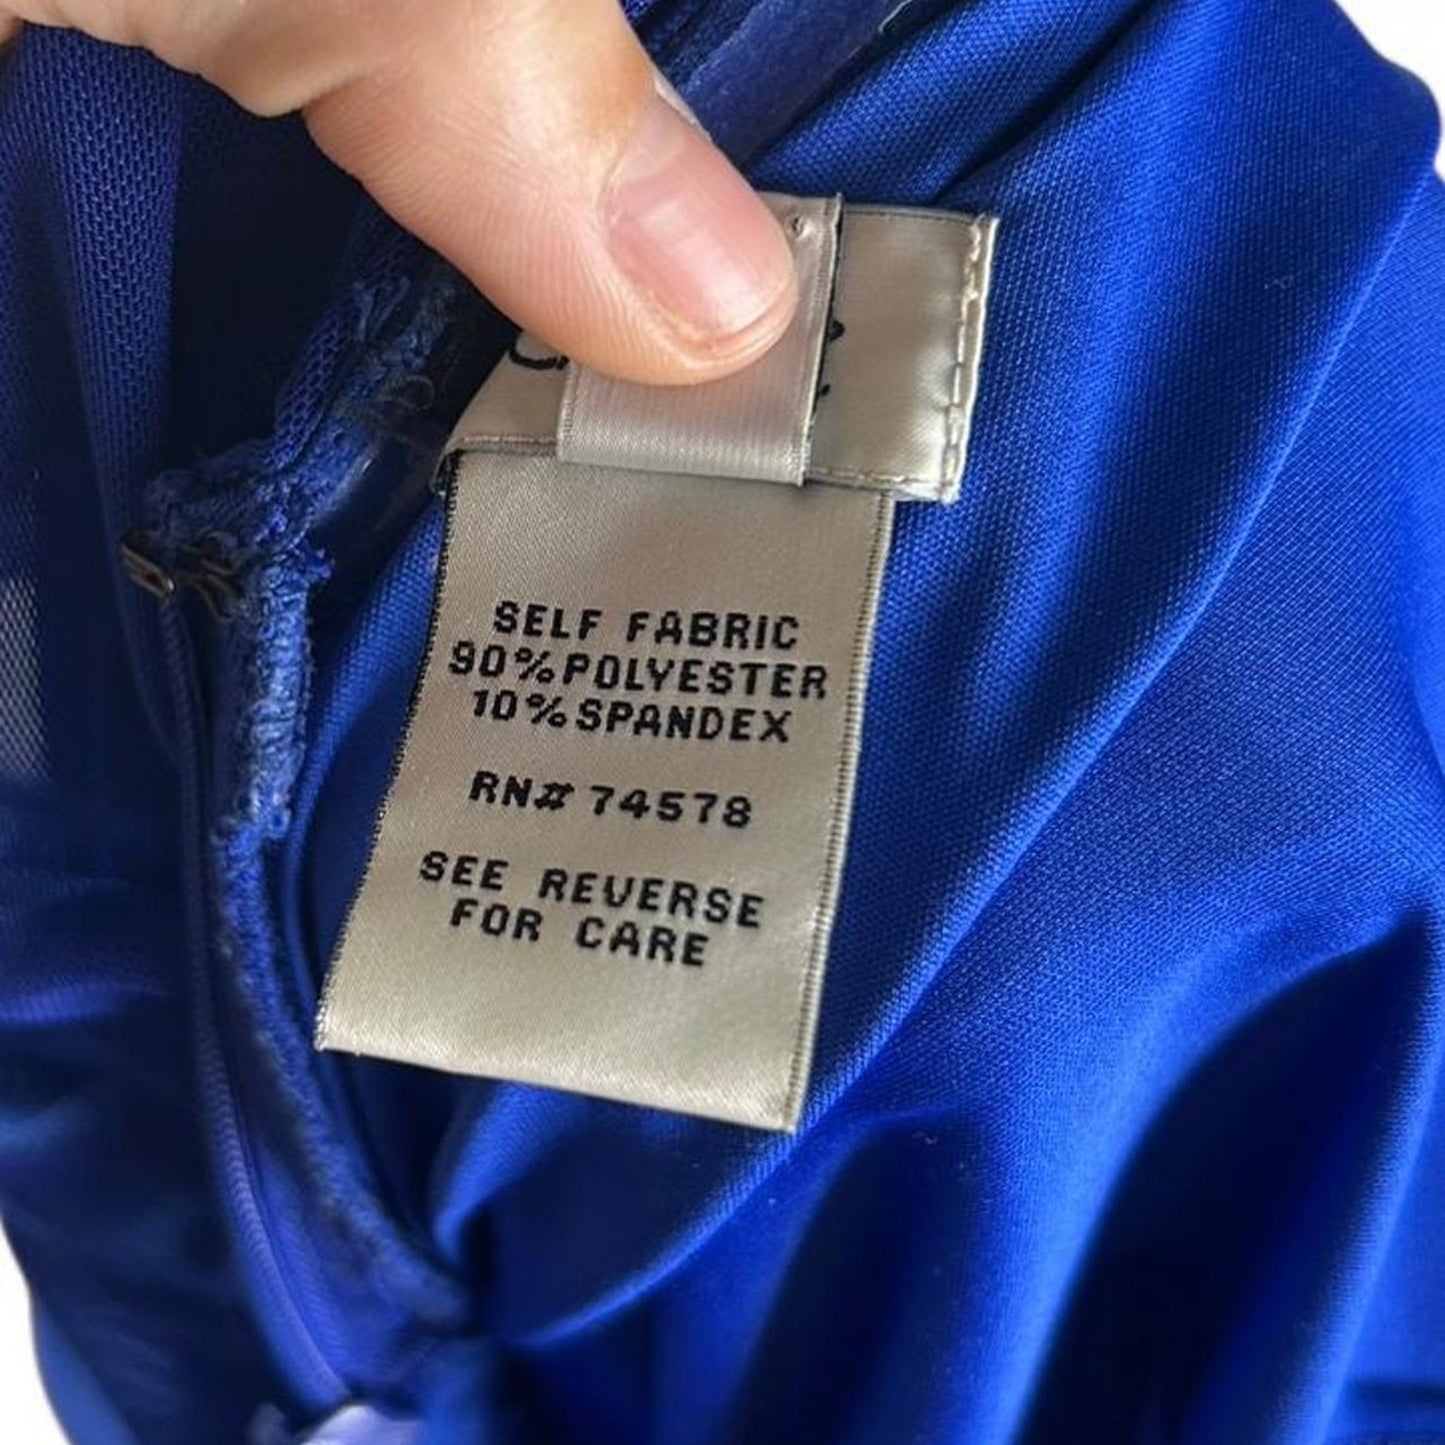 SELF FABRIC
90%POLYESTER
10%SPANDEX
RN# 74578
SEE REVERSE
FOR CARE